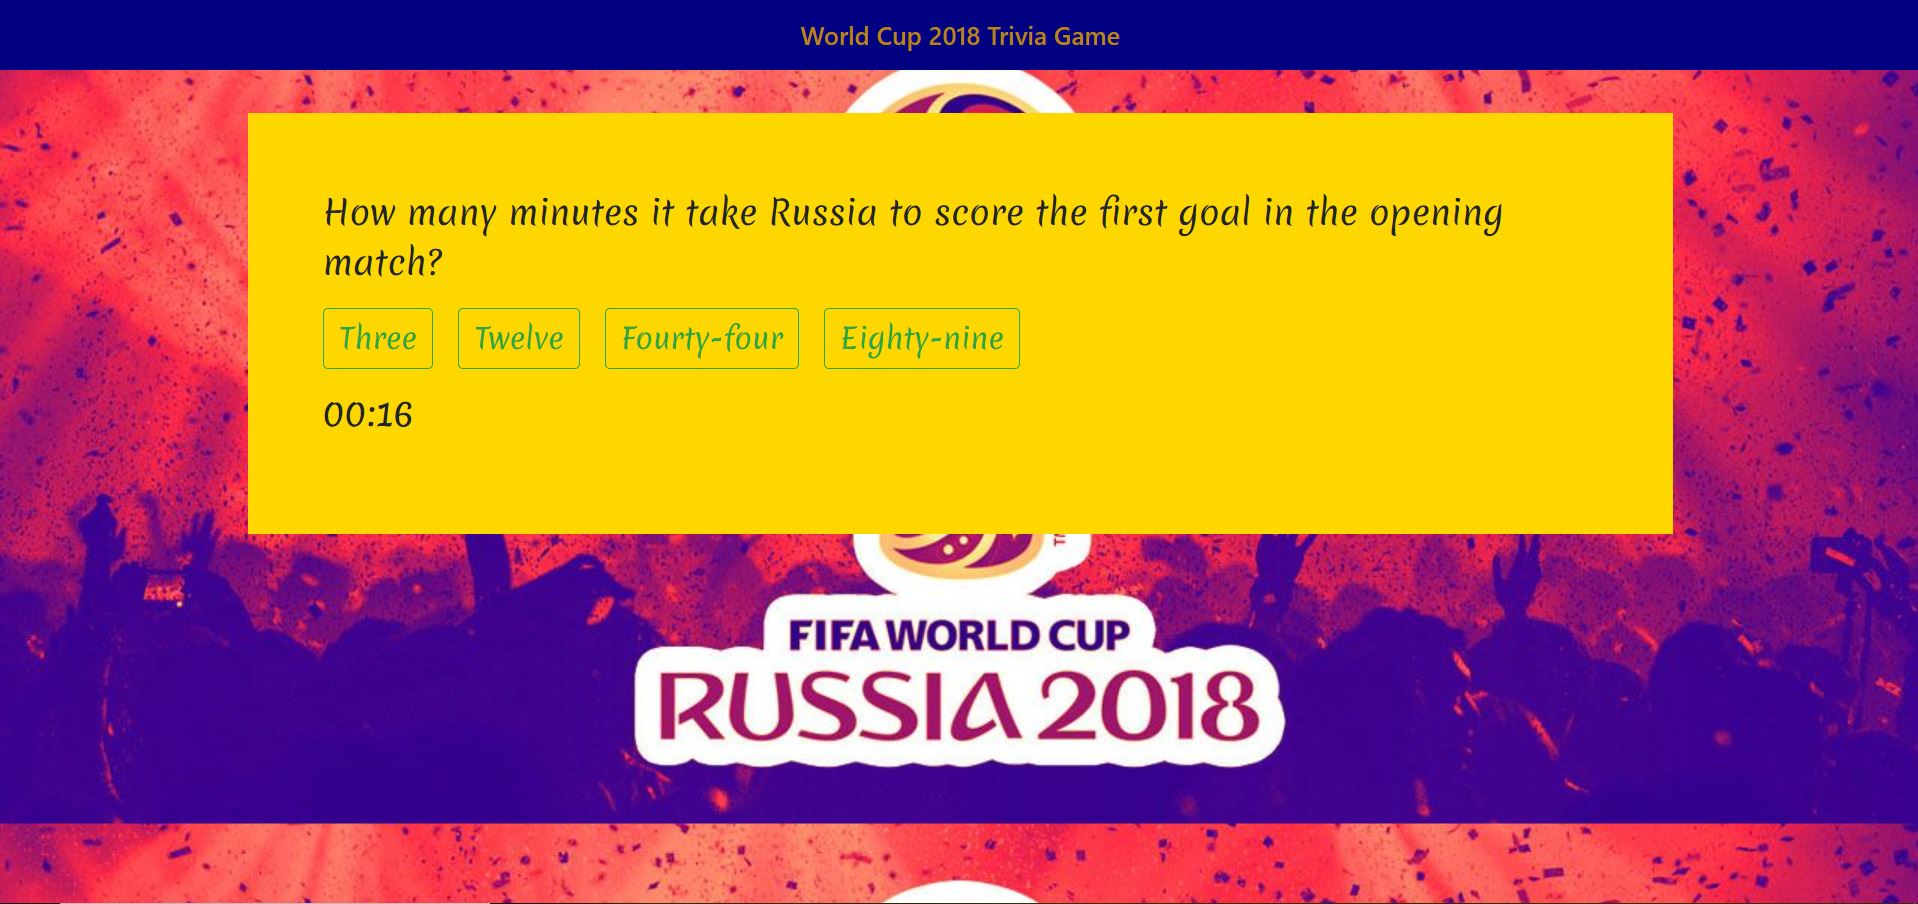 World Cup 2018 Trivia Game
How many minutes it take Russia to score the first goal in the opening
match?
Three
Twelve
Fourty-four
Eighty-nine
00:16
FIFA WORLD CUP
RUSSIA 2018